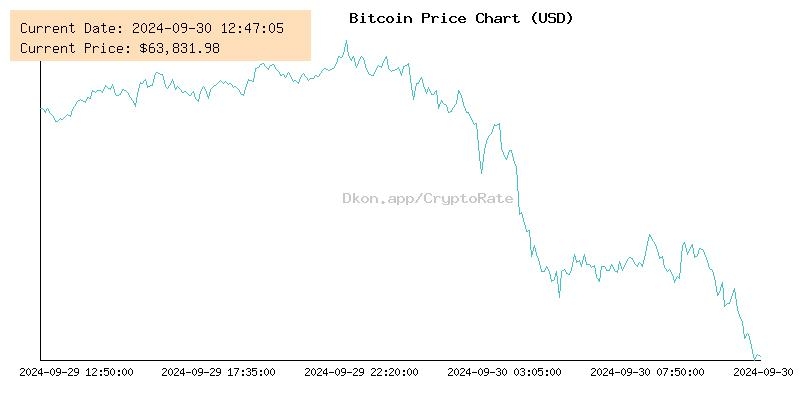 Bitcoin Price Chart (USD)
Current Date: 2024-09-30 12:47:05
Current Price: $63,831.98
Dkon.app/CryptoRate
2024-09-29 12:50:00 2024-09-29 17:35:00 2024-09-29 22:20:00 2024-09-30 03:05:00 2024-09-30 07:50:00 2024-09-30